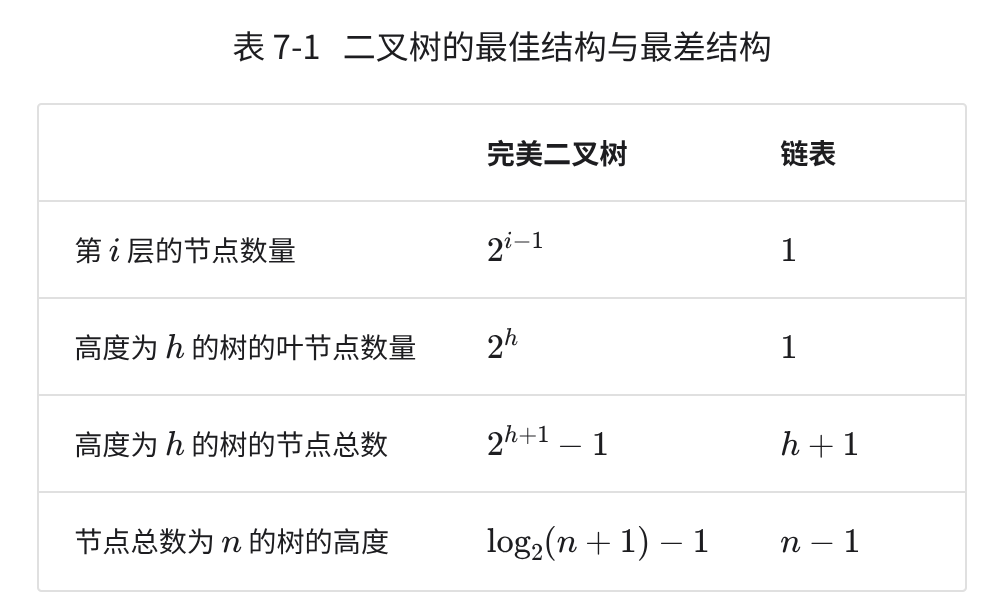 表 7-1 二叉树的最佳结构与最差结构
完美二叉树 链表
第 i 层的节点数量 2^{i−1} 1
高度为 h 的树的叶节点数量 2^h 1
高度为 h 的树的节点总数 2^{h+1} − 1 h + 1
节点总数为 n 的树的高度 log₂(n + 1) − 1 n − 1